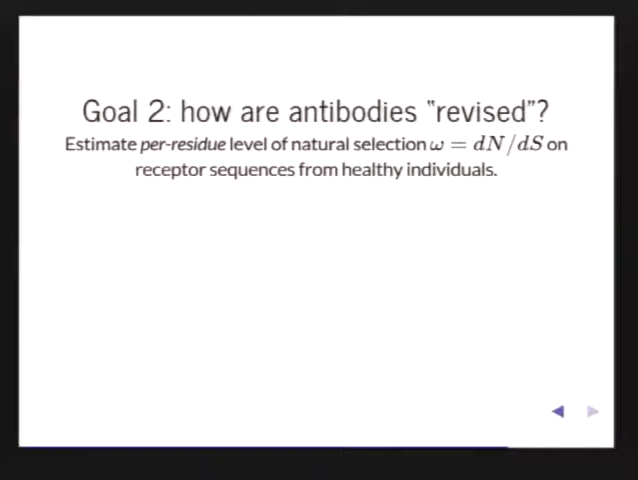 Goal 2: how are antibodies "revised"?
Estimate per-residue level of natural selection ω = dN/dS on
receptor sequences from healthy individuals.